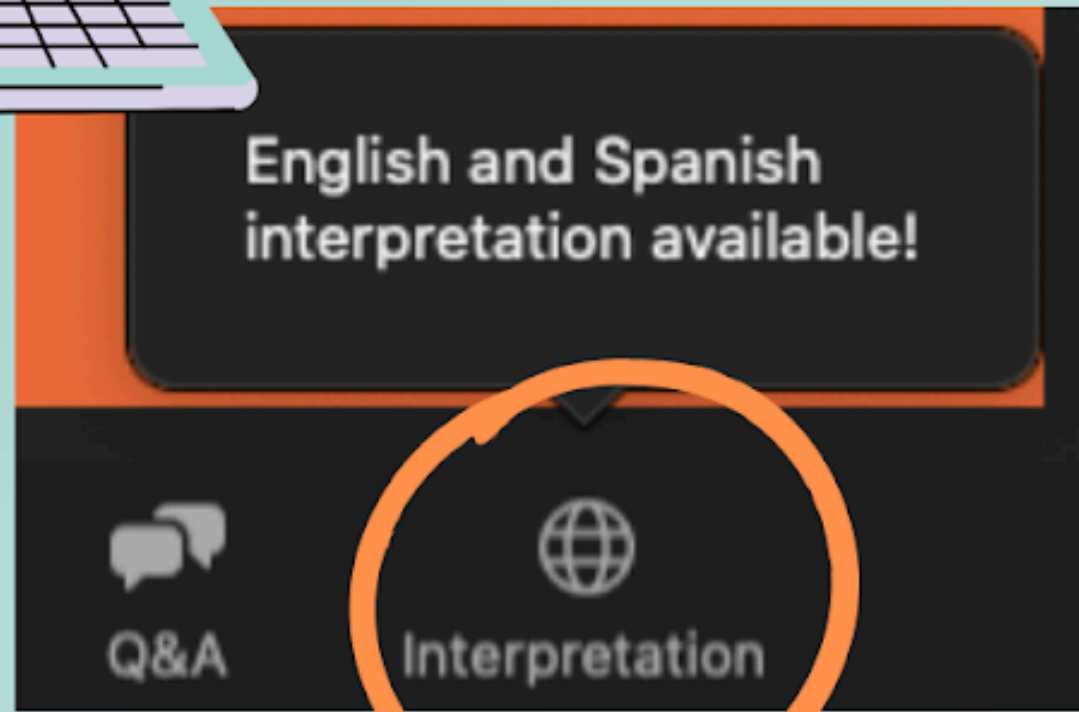 English and Spanish
interpretation available!
Q&A
Interpretation